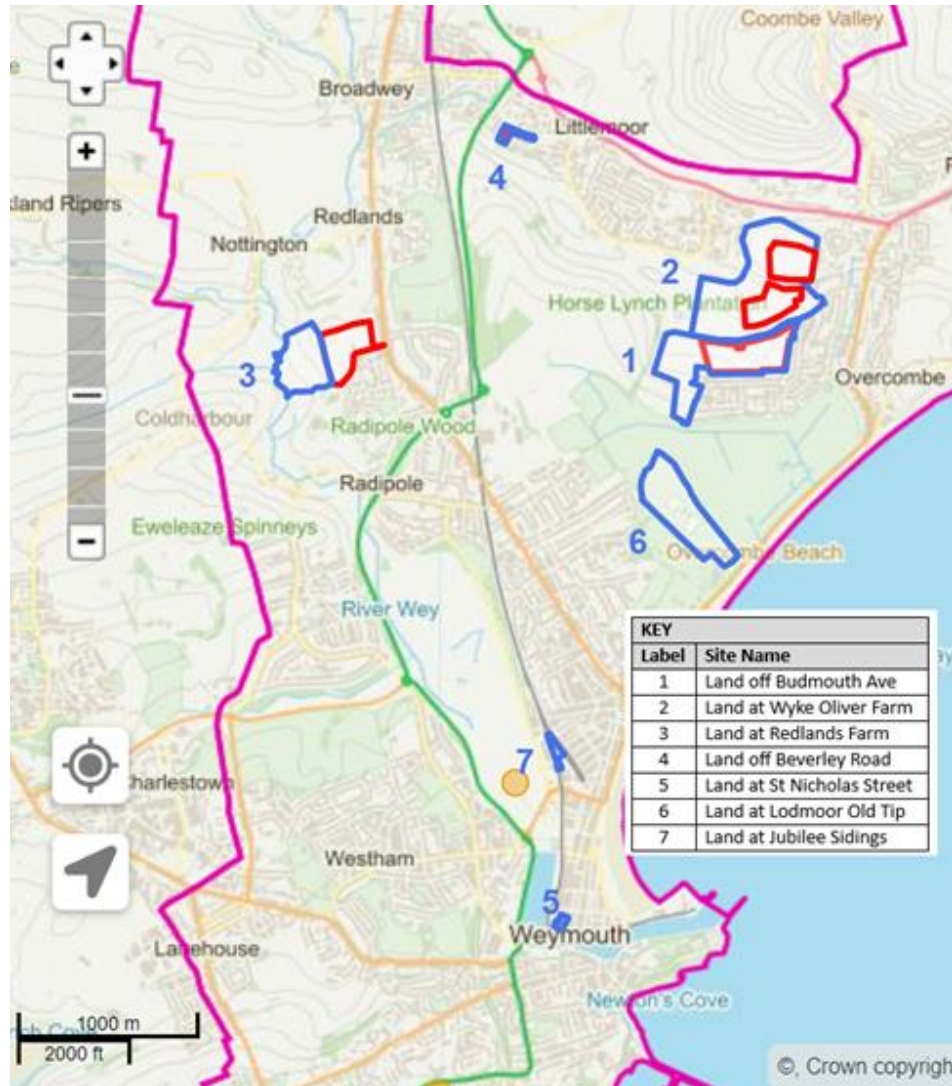 Coombe Valley
Broadway
Littlemoor
4
land Ripers
Redlands
Nottington
2
Horse Lynch Plantation
1
3
Overcombe
Coldharbour
Radipole Wood
Radipole
Eweleaze Spinneys
6
Overcombe Beach
River Wey
KEY
Label Site Name
1 Land off Budmouth Ave
2 Land at Wyke Oliver Farm
3 Land at Redlands Farm
4 Land off Beverley Road
5 Land at St Nicholas Street
6 Land at Lodmoor Old Tip
7 Land at Jubilee Sidings
7
harlestown
Westham
5
Weymouth
Lanehouse
Newton's Cove
1000 m
2000 ft
©, Crown copyrigh